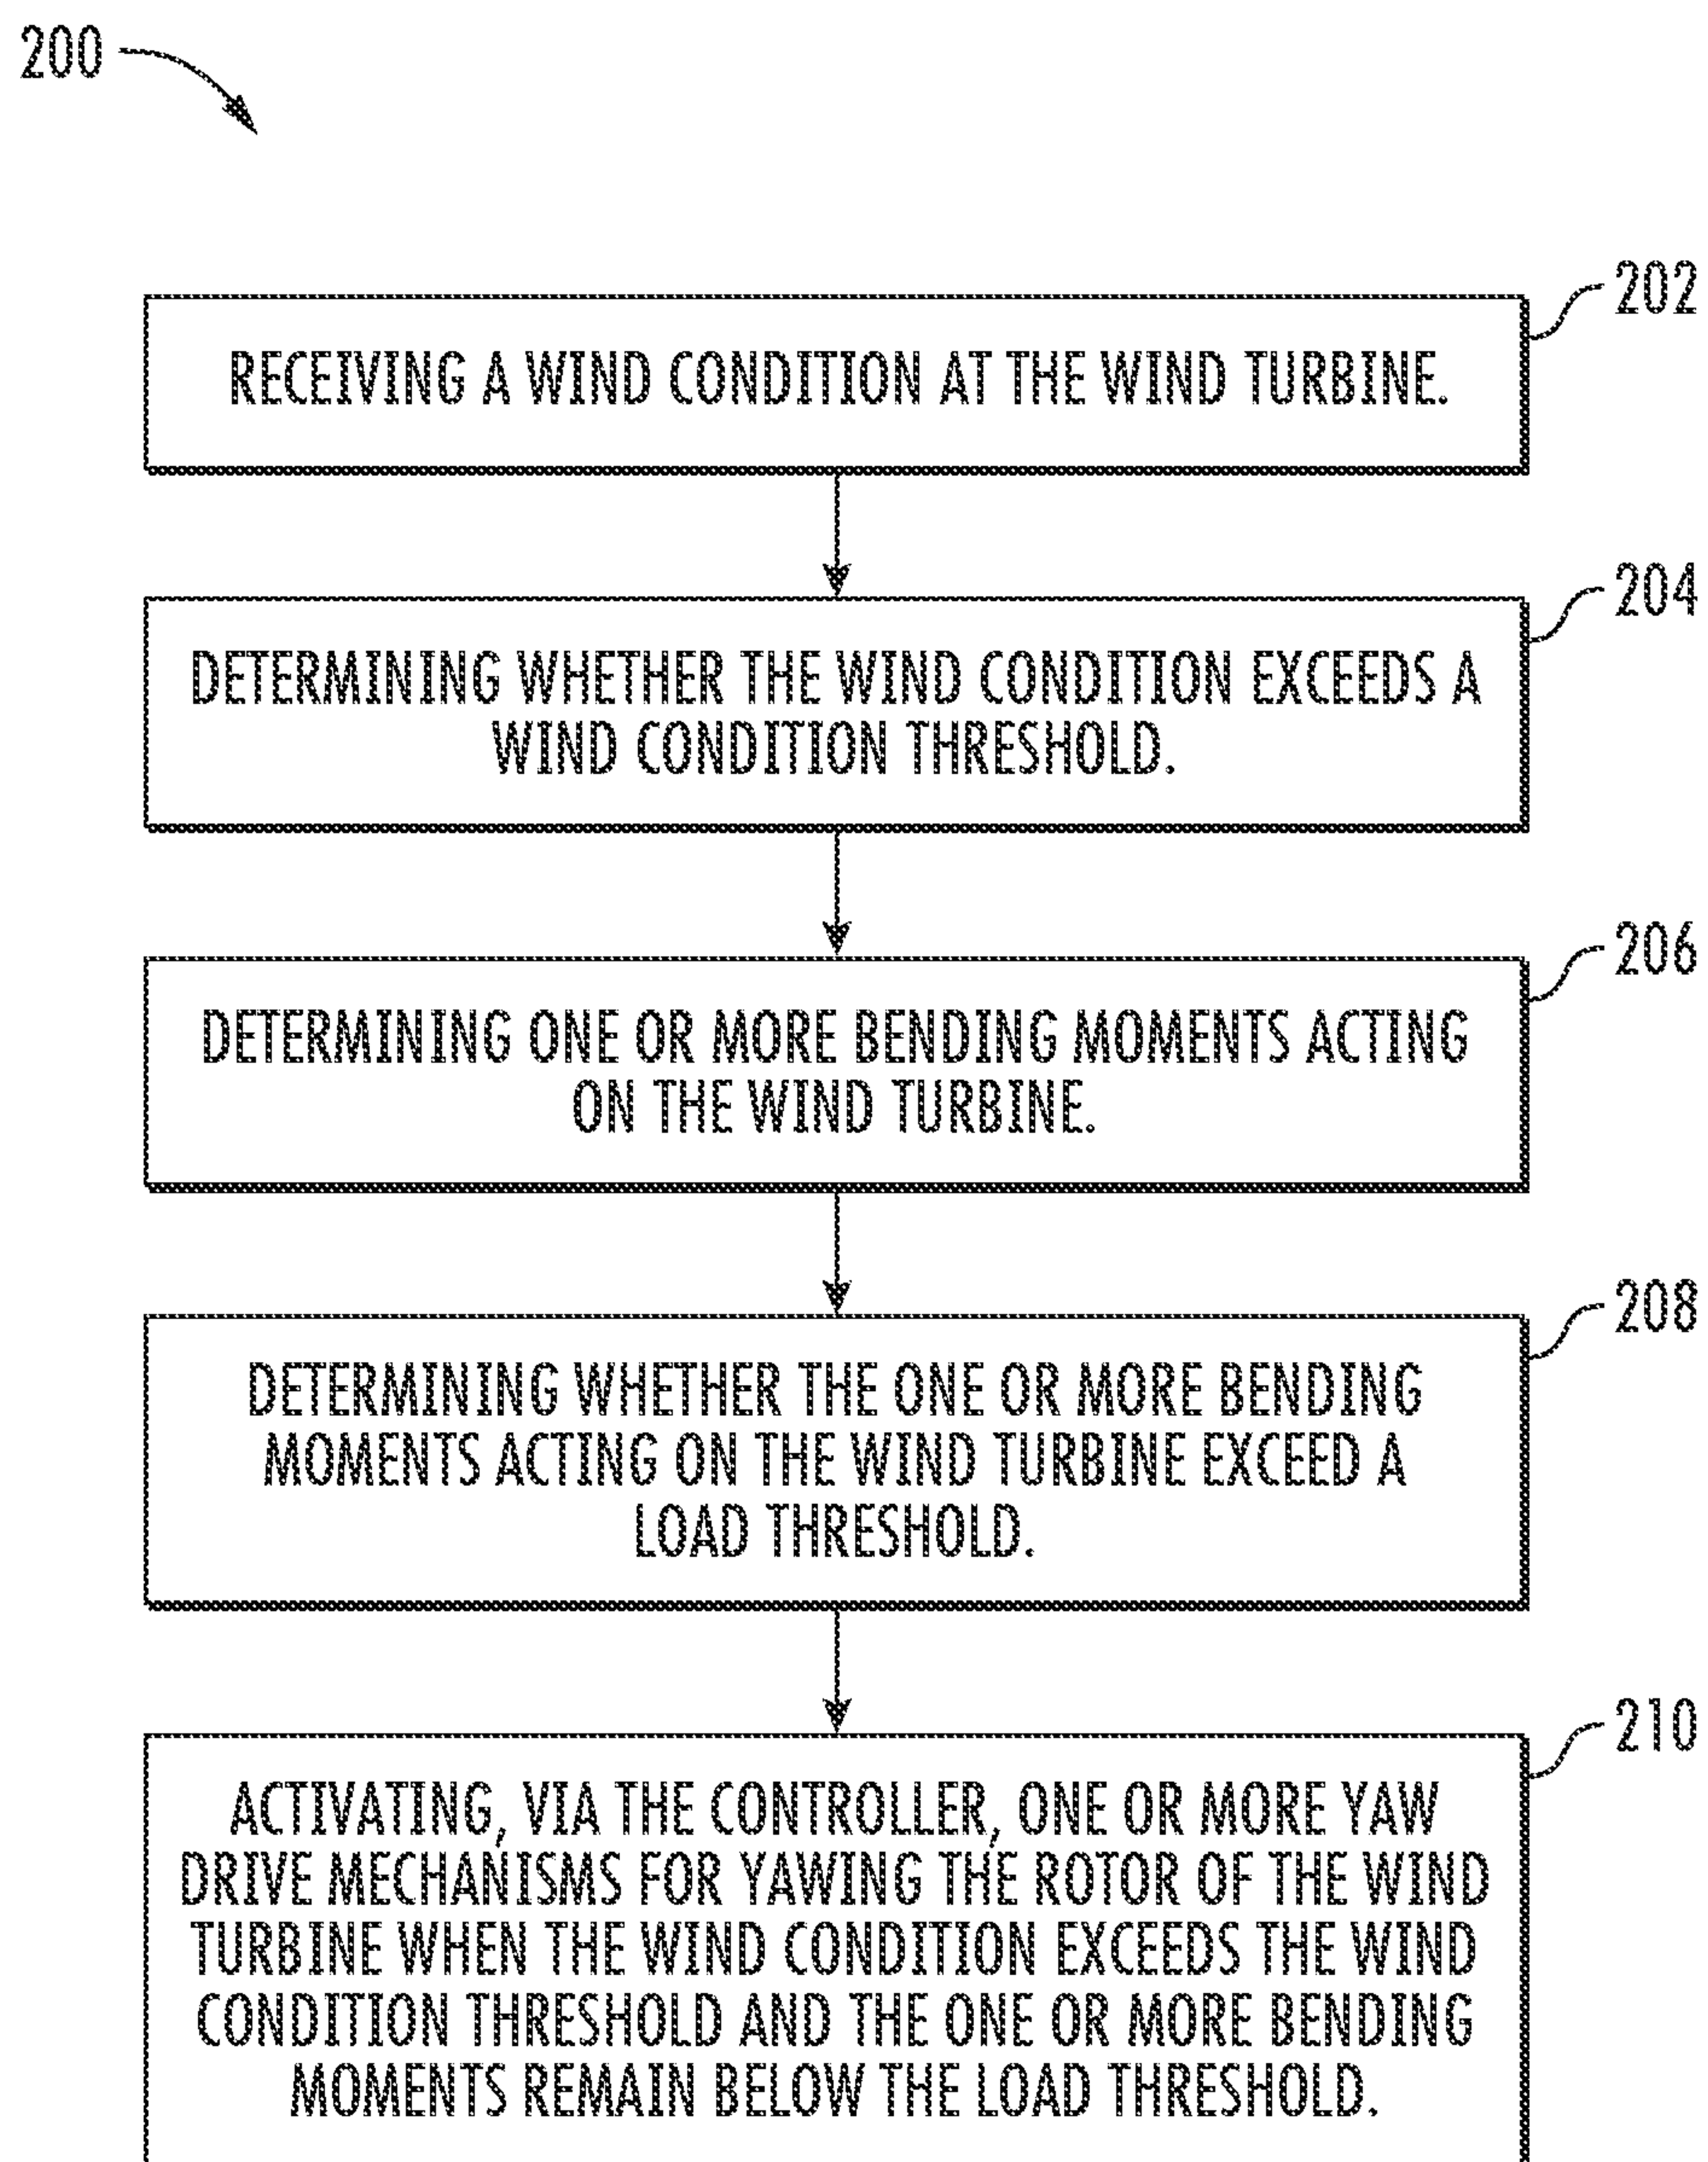 200
202
RECEIVING A WIND CONDITION AT THE WIND TURBINE.
204
DETERMINING WHETHER THE WIND CONDITION EXCEEDS A
WIND CONDITION THRESHOLD.
206
DETERMINING ONE OR MORE BENDING MOMENTS ACTING
ON THE WIND TURBINE.
208
DETERMINING WHETHER THE ONE OR MORE BENDING
MOMENTS ACTING ON THE WIND TURBINE EXCEED A
LOAD THRESHOLD.
210
ACTIVATING, VIA THE CONTROLLER, ONE OR MORE YAW
DRIVE MECHANISMS FOR YAWING THE ROTOR OF THE WIND
TURBINE WHEN THE WIND CONDITION EXCEEDS THE WIND
CONDITION THRESHOLD AND THE ONE OR MORE BENDING
MOMENTS REMAIN BELOW THE LOAD THRESHOLD.